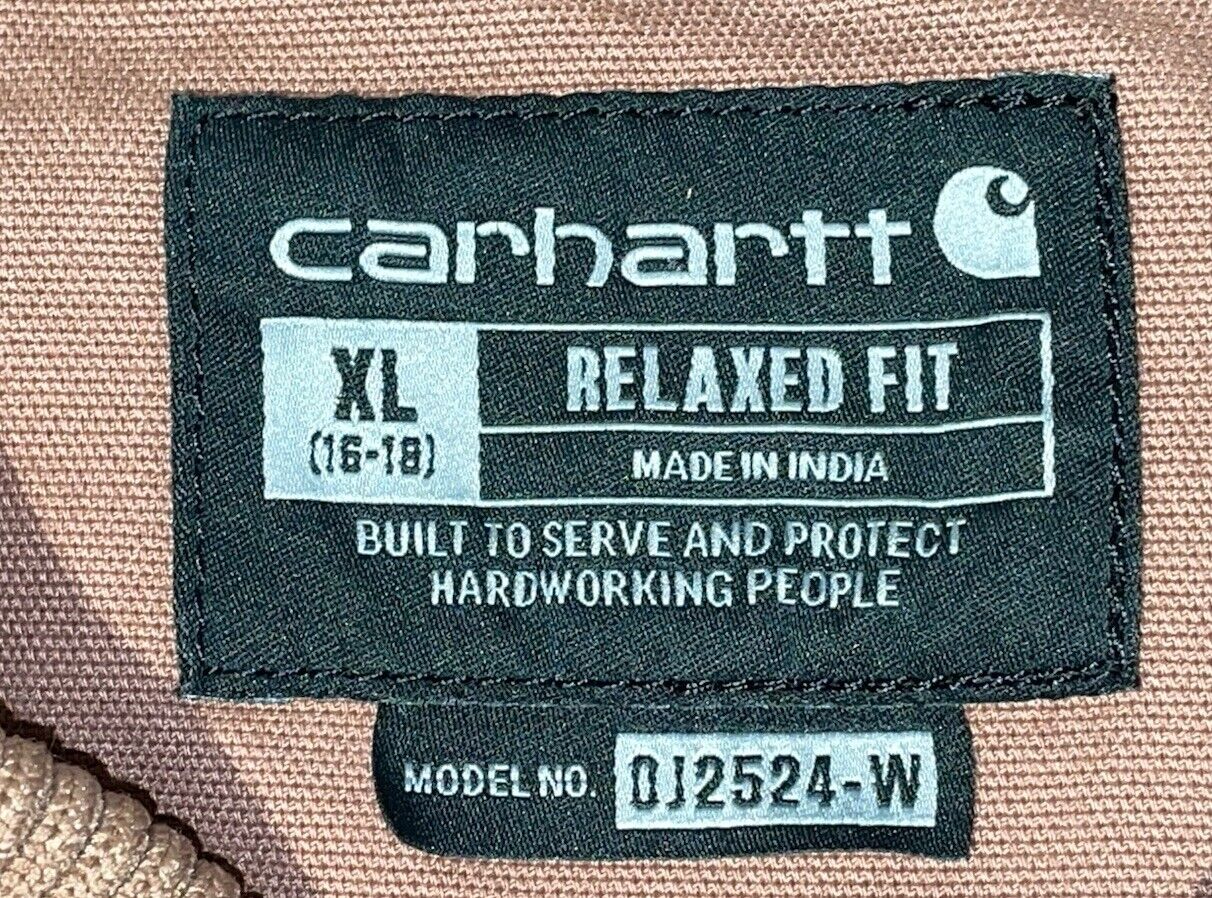 carhartt
XL
(16-18)
RELAXED FIT
MADE IN INDIA
BUILT TO SERVE AND PROTECT
HARDWORKING PEOPLE
MODEL NO. OJ2524-W